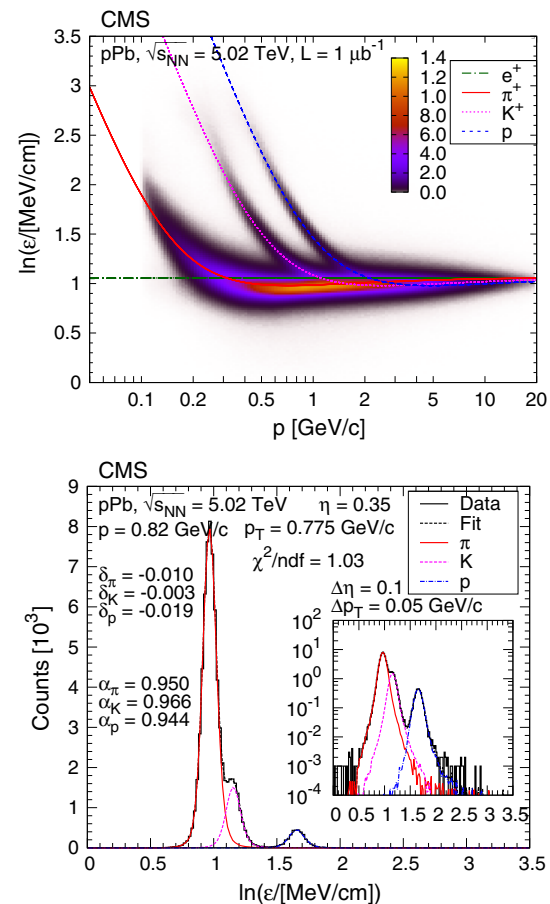 CMS
pPb, √sNN = 5.02 TeV, L = 1 μb⁻¹
e⁺
π⁺
K⁺
p
1.4
1.2
1.0
8.0
6.0
4.0
2.0
0.0
3.5
3
2.5
2
1.5
1
0.5
0
ln(ε/[MeV/cm])
0.1 0.2 0.5 1 2 5 10 20
p [GeV/c]
CMS
pPb, √sNN = 5.02 TeV η = 0.35
p = 0.82 GeV/c pT = 0.775 GeV/c
χ²/ndf = 1.03
Data
Fit
π
K
p
δπ = -0.010
δK = -0.003
δp = -0.019
απ = 0.950
αK = 0.966
αp = 0.944
Δη = 0.1
ΔpT = 0.05 GeV/c
10²
10¹
10⁰
10⁻¹
10⁻²
10⁻³
10⁻⁴
0 0.5 1 1.5 2 2.5 3 3.5
9
8
7
6
5
4
3
2
1
0
Counts [10³]
0 0.5 1 1.5 2 2.5 3 3.5
ln(ε/[MeV/cm])